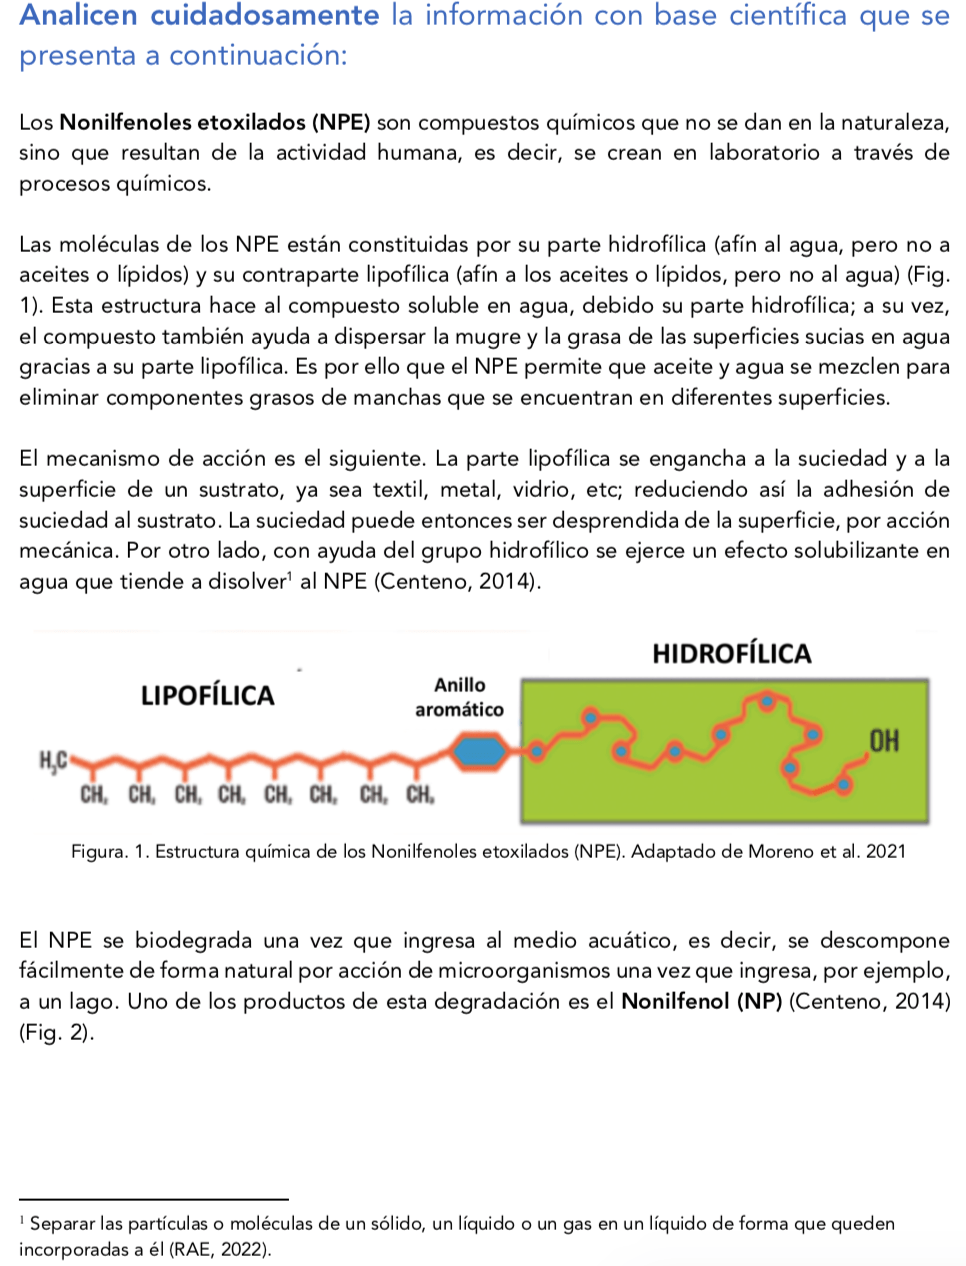 Analicen cuidadosamente la información con base científica que se
presenta a continuación:
Los Nonilfenoles etoxilados (NPE) son compuestos químicos que no se dan en la naturaleza,
sino que resultan de la actividad humana, es decir, se crean en laboratorio a través de
procesos químicos.
Las moléculas de los NPE están constituidas por su parte hidrofílica (afín al agua, pero no a
aceites o lípidos) y su contraparte lipofílica (afín a los aceites o lípidos, pero no al agua) (Fig.
1). Esta estructura hace al compuesto soluble en agua, debido su parte hidrofílica; a su vez,
el compuesto también ayuda a dispersar la mugre y la grasa de las superficies sucias en agua
gracias a su parte lipofílica. Es por ello que el NPE permite que aceite y agua se mezclen para
eliminar componentes grasos de manchas que se encuentran en diferentes superficies.
El mecanismo de acción es el siguiente. La parte lipofílica se engancha a la suciedad y a la
superficie de un sustrato, ya sea textil, metal, vidrio, etc; reduciendo así la adhesión de
suciedad al sustrato. La suciedad puede entonces ser desprendida de la superficie, por acción
mecánica. Por otro lado, con ayuda del grupo hidrofílico se ejerce un efecto solubilizante en
agua que tiende a disolver¹ al NPE (Centeno, 2014).
HIDROFÍLICA
LIPOFÍLICA
Anillo
aromático
OH
H₃C
CH₃ CH₃ CH₃ CH₃ CH₃ CH₃ CH₃ CH₃
Figura. 1. Estructura química de los Nonilfenoles etoxilados (NPE). Adaptado de Moreno et al. 2021
El NPE se biodegrada una vez que ingresa al medio acuático, es decir, se descompone
fácilmente de forma natural por acción de microorganismos una vez que ingresa, por ejemplo,
a un lago. Uno de los productos de esta degradación es el Nonilfenol (NP) (Centeno, 2014)
(Fig. 2).
¹ Separar las partículas o moléculas de un sólido, un líquido o un gas en un líquido de forma que queden
incorporadas a él (RAE, 2022).